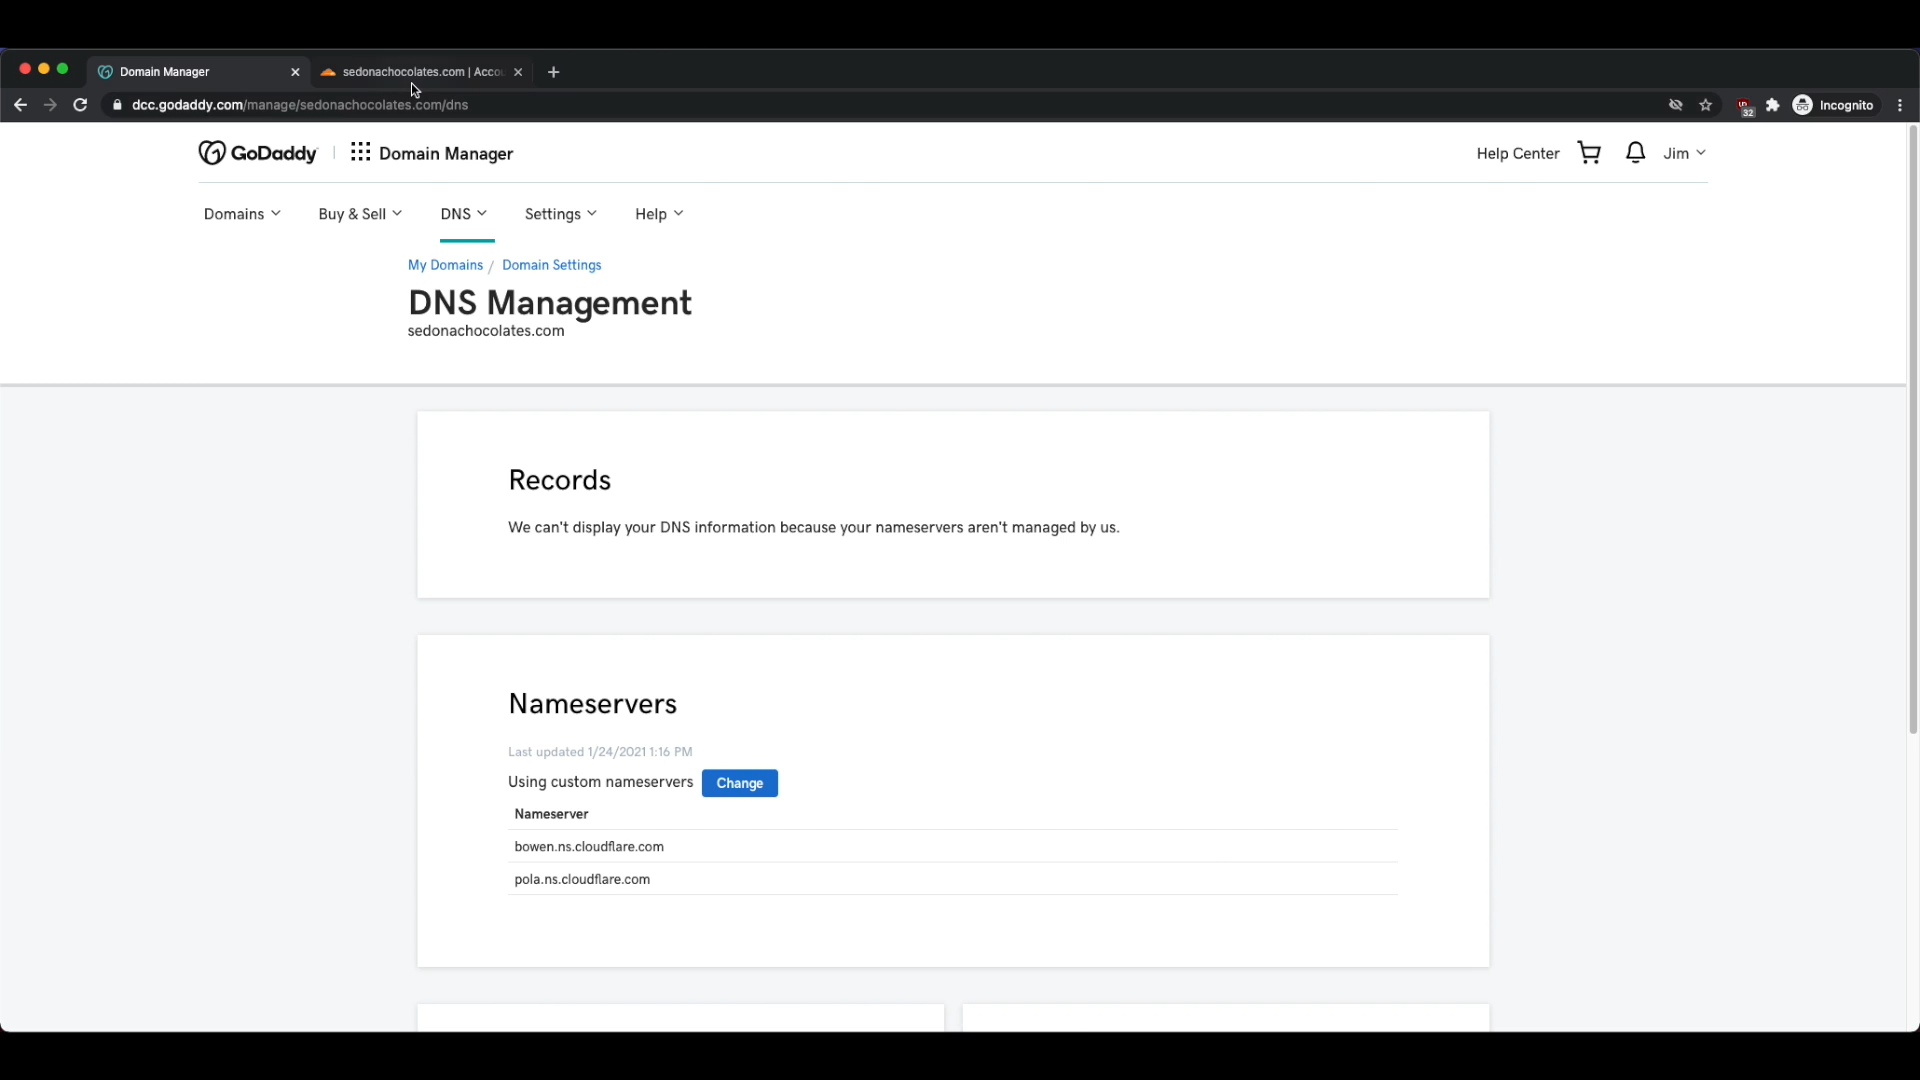 Domain Manager
sedonachocolates.com | Acco
dcc.godaddy.com/manage/sedonachocolates.com/dns
32
Incognito
GoDaddy
Domain Manager
Help Center
Jim
Domains
Buy & Sell
DNS
Settings
Help
My Domains / Domain Settings
DNS Management
sedonachocolates.com
Records
We can't display your DNS information because your nameservers aren't managed by us.
Nameservers
Last updated 1/24/2021 1:16 PM
Using custom nameservers
Change
Nameserver
bowen.ns.cloudflare.com
pola.ns.cloudflare.com